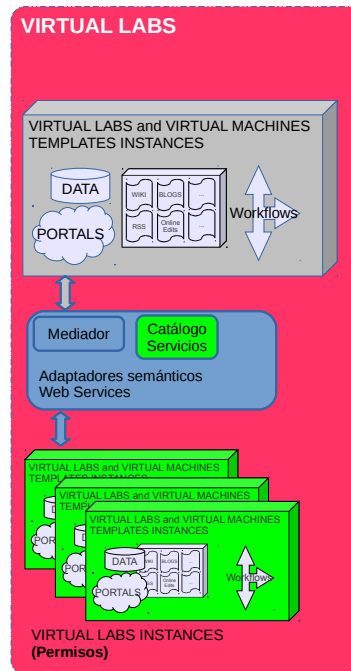 VIRTUAL LABS
VIRTUAL LABS and VIRTUAL MACHINES
TEMPLATES INSTANCES
DATA
WIKI
BLOGS
...
PORTALS
RSS
Online
Edits
...
Workflows
Mediador
Catálogo
Servicios
Adaptadores semánticos
Web Services
VIRTUAL LABS and VIRTUAL MACHINES
TEMPLATES INSTANCES
VIRTUAL LABS and VIRTUAL MACHINES
VIRTUAL LABS and VIRTUAL MACHINES
TEMPLATES INSTANCES
DATA
WIKI
BLOGS
...
PORTALS
RSS
Online
Edits
...
Workflows
VIRTUAL LABS INSTANCES
(Permisos)